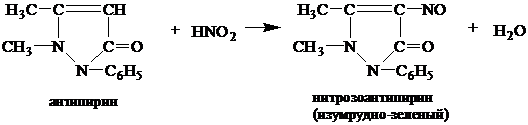 H₃C–C=CH + HNO₂ → H₃C–C=C–NO + H₂O
CH₃–N C=O CH₃–N C=O
N–C₆H₅ N–C₆H₅
антипирин нитрозоантипирин
(изумрудно-зеленый)